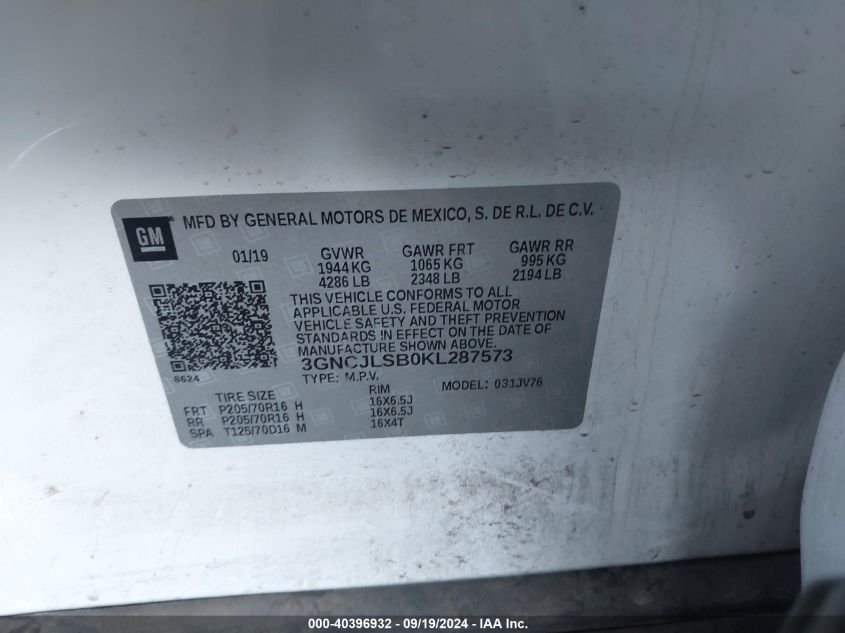 GM
MFD BY GENERAL MOTORS DE MEXICO, S. DE R.L. DE C.V.
01/19 GVWR GAWR FRT GAWR RR
1944 KG 1065 KG 995 KG
4286 LB 2348 LB 2194 LB
THIS VEHICLE CONFORMS TO ALL
APPLICABLE U.S. FEDERAL MOTOR
VEHICLE SAFETY AND THEFT PREVENTION
STANDARDS IN EFFECT ON THE DATE OF
MANUFACTURE SHOWN ABOVE.
3GNCJLSB0KL287573
8624 TYPE: M.P.V. MODEL: 031JV76
TIRE SIZE RIM
FRT P205/70R16 H 16X6.5J
RR P205/70R16 H 16X6.5J
SPA T125/70D16 M 16X4T
000-40396932 - 09/19/2024 - IAA Inc.